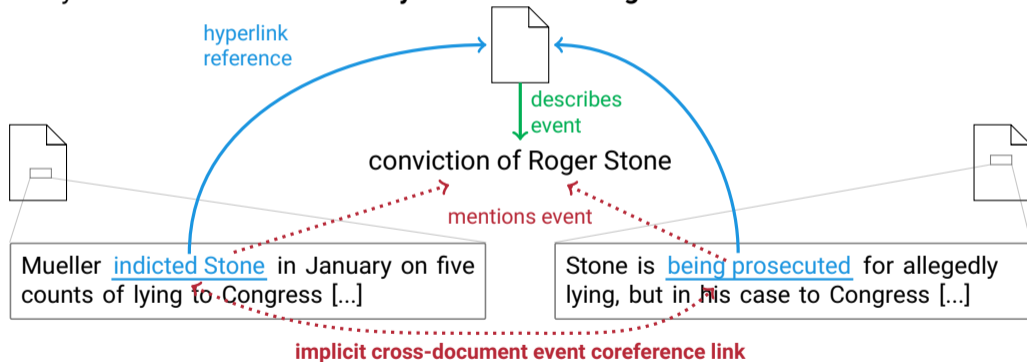 hyperlink
reference
describes
event
conviction of Roger Stone
mentions event
Mueller indicted Stone in January on five
counts of lying to Congress [...]
Stone is being prosecuted for allegedly
lying, but in his case to Congress [...]
implicit cross-document event coreference link